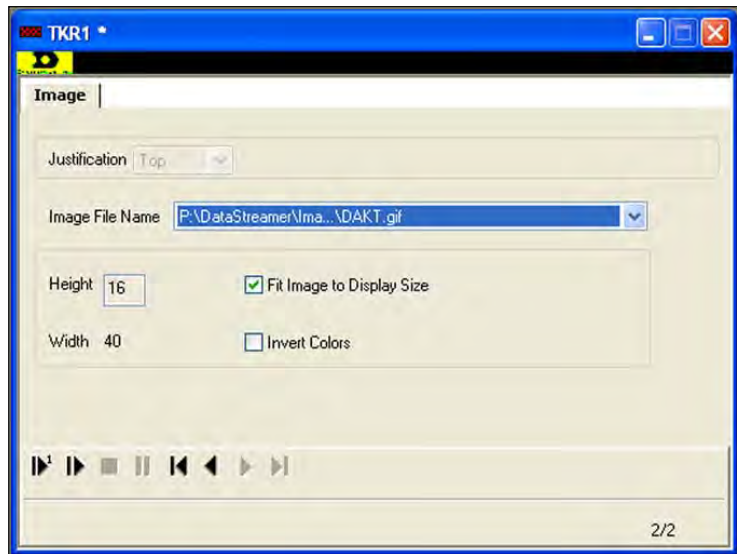 TKR1 *
Image
Justification Top
Image File Name P:\DataStreamer\Ima...\DAKT.gif
Height 16 Fit Image to Display Size
Width 40 Invert Colors
1
2/2